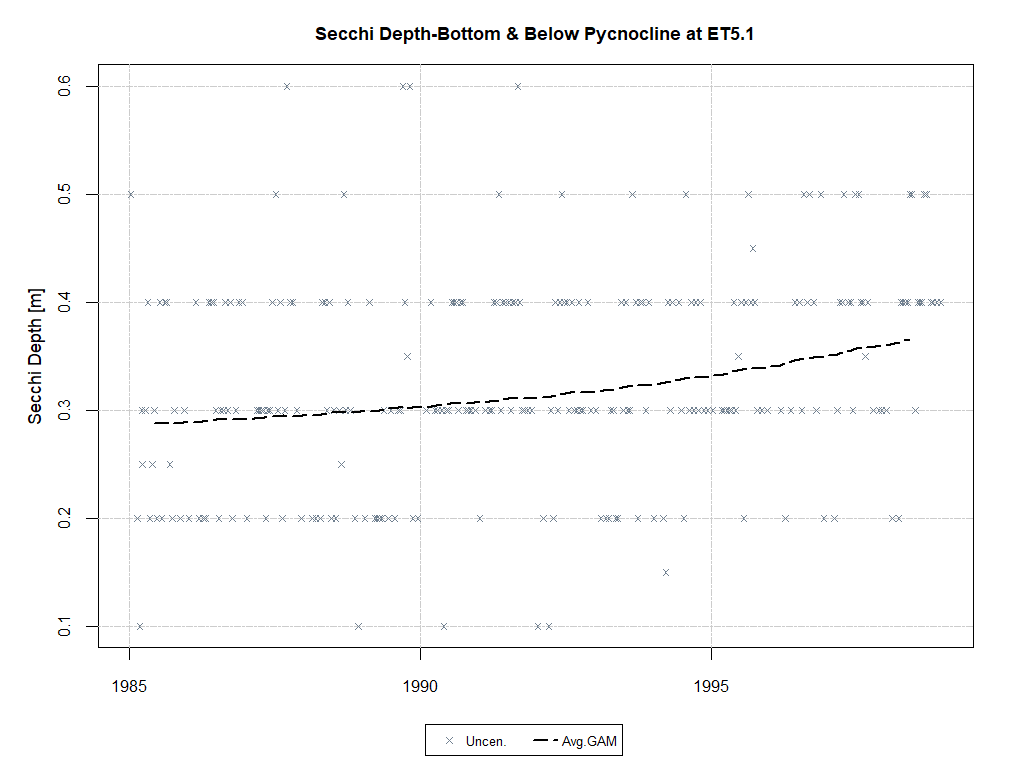 Secchi Depth-Bottom & Below Pycnocline at ET5.1
Secchi Depth [m]
0.6
0.5
0.4
0.3
0.2
0.1
1985 1990 1995
Uncen. Avg.GAM